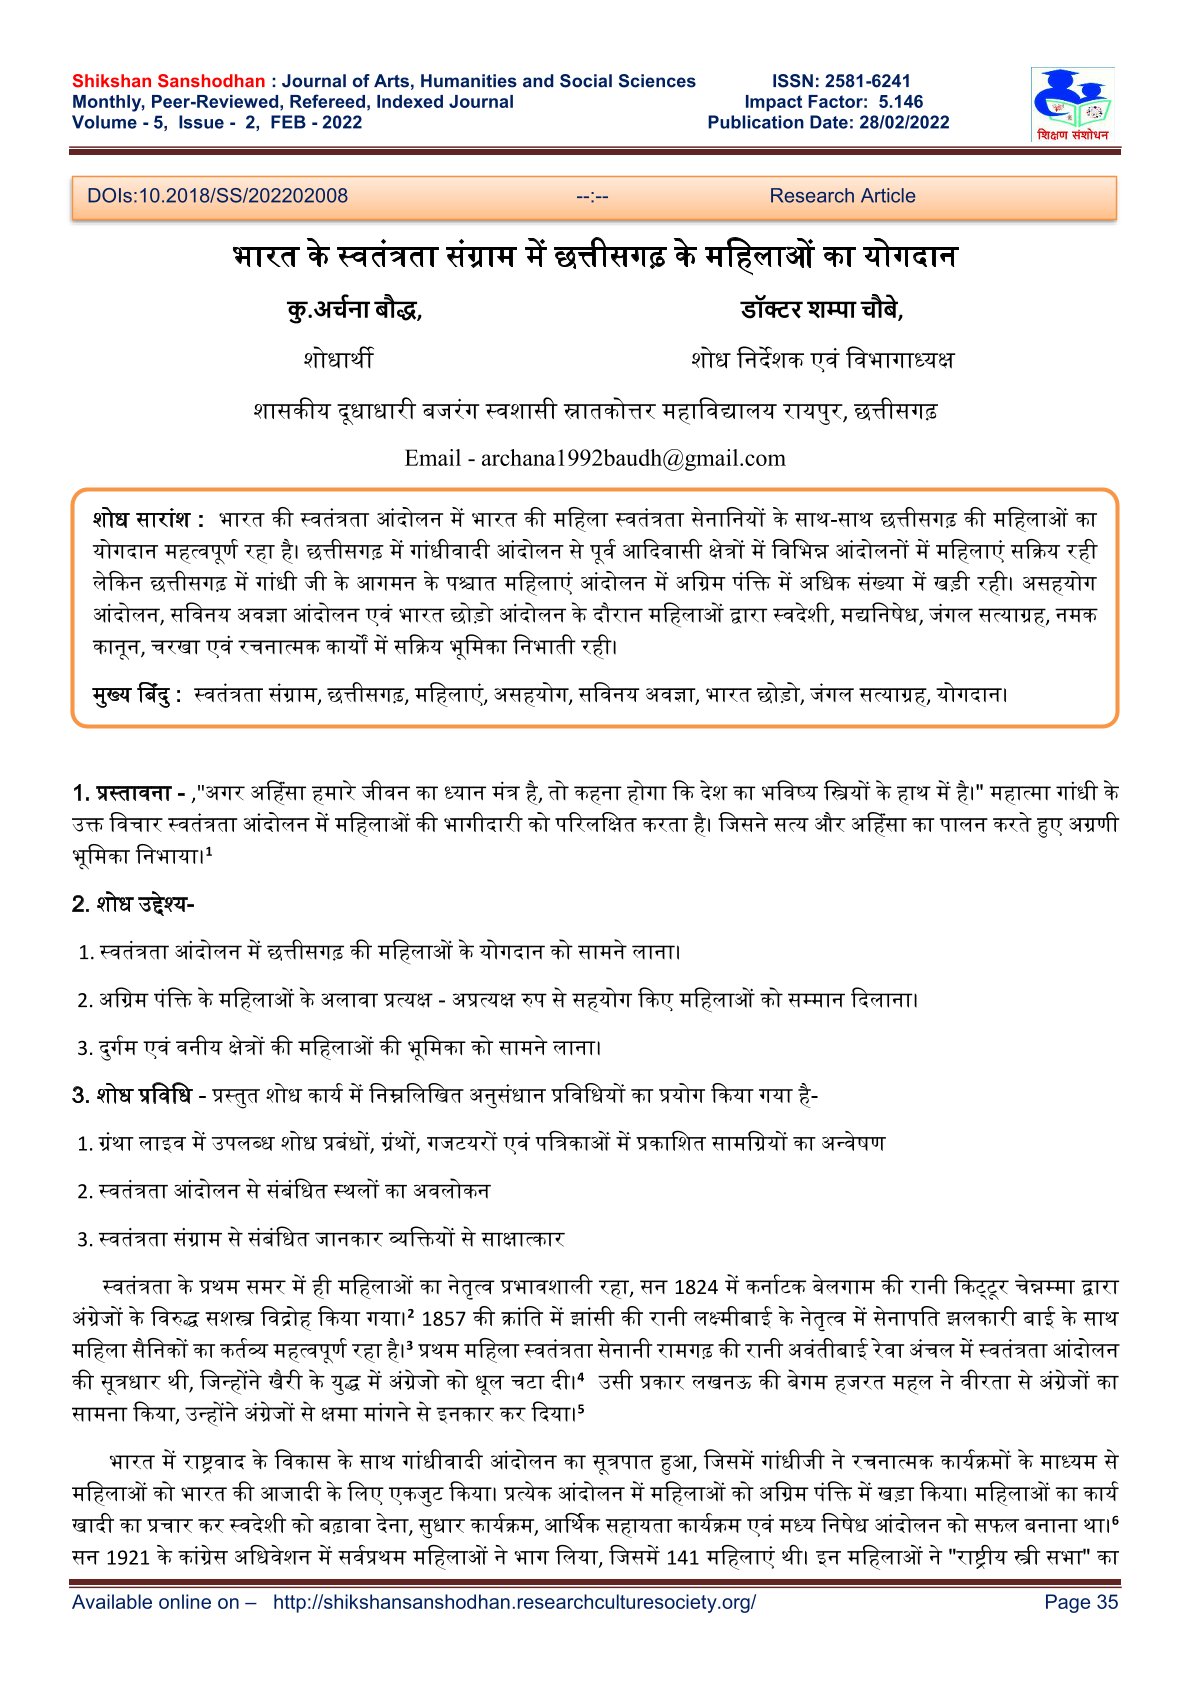 Shikshan Sanshodhan : Journal of Arts, Humanities and Social Sciences ISSN: 2581-6241
Monthly, Peer-Reviewed, Refereed, Indexed Journal Impact Factor: 5.146
Volume - 5, Issue - 2, FEB - 2022 Publication Date: 28/02/2022
शिक्षण संशोधन
DOIs:10.2018/SS/202202008 --:-- Research Article
भारत के स्वतंत्रता संग्राम में छत्तीसगढ़ के महिलाओं का योगदान
कु.अर्चना बौद्ध, डॉक्टर शम्पा चौबे,
शोधार्थी शोध निर्देशक एवं विभागाध्यक्ष
शासकीय दूधाधारी बजरंग स्वशासी स्नातकोत्तर महाविद्यालय रायपुर, छत्तीसगढ़
Email - archana1992baudh@gmail.com
शोध सारांश : भारत की स्वतंत्रता आंदोलन में भारत की महिला स्वतंत्रता सेनानियों के साथ-साथ छत्तीसगढ़ की महिलाओं का
योगदान महत्वपूर्ण रहा है। छत्तीसगढ़ में गांधीवादी आंदोलन से पूर्व आदिवासी क्षेत्रों में विभिन्न आंदोलनों में महिलाएं सक्रिय रही
लेकिन छत्तीसगढ़ में गांधी जी के आगमन के पश्चात महिलाएं आंदोलन में अग्रिम पंक्ति में अधिक संख्या में खड़ी रही। असहयोग
आंदोलन, सविनय अवज्ञा आंदोलन एवं भारत छोड़ो आंदोलन के दौरान महिलाओं द्वारा स्वदेशी, मद्यनिषेध, जंगल सत्याग्रह, नमक
कानून, चरखा एवं रचनात्मक कार्यों में सक्रिय भूमिका निभाती रही।
मुख्य बिंदु : स्वतंत्रता संग्राम, छत्तीसगढ़, महिलाएं, असहयोग, सविनय अवज्ञा, भारत छोड़ो, जंगल सत्याग्रह, योगदान।
1. प्रस्तावना - ,"अगर अहिंसा हमारे जीवन का ध्यान मंत्र है, तो कहना होगा कि देश का भविष्य स्त्रियों के हाथ में है।" महात्मा गांधी के
उक्त विचार स्वतंत्रता आंदोलन में महिलाओं की भागीदारी को परिलक्षित करता है। जिसने सत्य और अहिंसा का पालन करते हुए अग्रणी
भूमिका निभाया।¹
2. शोध उद्देश्य-
1. स्वतंत्रता आंदोलन में छत्तीसगढ़ की महिलाओं के योगदान को सामने लाना।
2. अग्रिम पंक्ति के महिलाओं के अलावा प्रत्यक्ष - अप्रत्यक्ष रुप से सहयोग किए महिलाओं को सम्मान दिलाना।
3. दुर्गम एवं वनीय क्षेत्रों की महिलाओं की भूमिका को सामने लाना।
3. शोध प्रविधि - प्रस्तुत शोध कार्य में निम्नलिखित अनुसंधान प्रविधियों का प्रयोग किया गया है-
1. ग्रंथा लाइव में उपलब्ध शोध प्रबंधों, ग्रंथों, गजटयरों एवं पत्रिकाओं में प्रकाशित सामग्रियों का अन्वेषण
2. स्वतंत्रता आंदोलन से संबंधित स्थलों का अवलोकन
3. स्वतंत्रता संग्राम से संबंधित जानकार व्यक्तियों से साक्षात्कार
स्वतंत्रता के प्रथम समर में ही महिलाओं का नेतृत्व प्रभावशाली रहा, सन 1824 में कर्नाटक बेलगाम की रानी किट्टूर चेन्नम्मा द्वारा
अंग्रेजों के विरुद्ध सशस्त्र विद्रोह किया गया।² 1857 की क्रांति में झांसी की रानी लक्ष्मीबाई के नेतृत्व में सेनापति झलकारी बाई के साथ
महिला सैनिकों का कर्तव्य महत्वपूर्ण रहा है।³ प्रथम महिला स्वतंत्रता सेनानी रामगढ़ की रानी अवंतीबाई रेवा अंचल में स्वतंत्रता आंदोलन
की सूत्रधार थी, जिन्होंने खैरी के युद्ध में अंग्रेजो को धूल चटा दी।⁴ उसी प्रकार लखनऊ की बेगम हजरत महल ने वीरता से अंग्रेजों का
सामना किया, उन्होंने अंग्रेजों से क्षमा मांगने से इनकार कर दिया।⁵
भारत में राष्ट्रवाद के विकास के साथ गांधीवादी आंदोलन का सूत्रपात हुआ, जिसमें गांधीजी ने रचनात्मक कार्यक्रमों के माध्यम से
महिलाओं को भारत की आजादी के लिए एकजुट किया। प्रत्येक आंदोलन में महिलाओं को अग्रिम पंक्ति में खड़ा किया। महिलाओं का कार्य
खादी का प्रचार कर स्वदेशी को बढ़ावा देना, सुधार कार्यक्रम, आर्थिक सहायता कार्यक्रम एवं मध्य निषेध आंदोलन को सफल बनाना था।⁶
सन 1921 के कांग्रेस अधिवेशन में सर्वप्रथम महिलाओं ने भाग लिया, जिसमें 141 महिलाएं थी। इन महिलाओं ने "राष्ट्रीय स्त्री सभा" का
Available online on – http://shikshansanshodhan.researchculturesociety.org/ Page 35